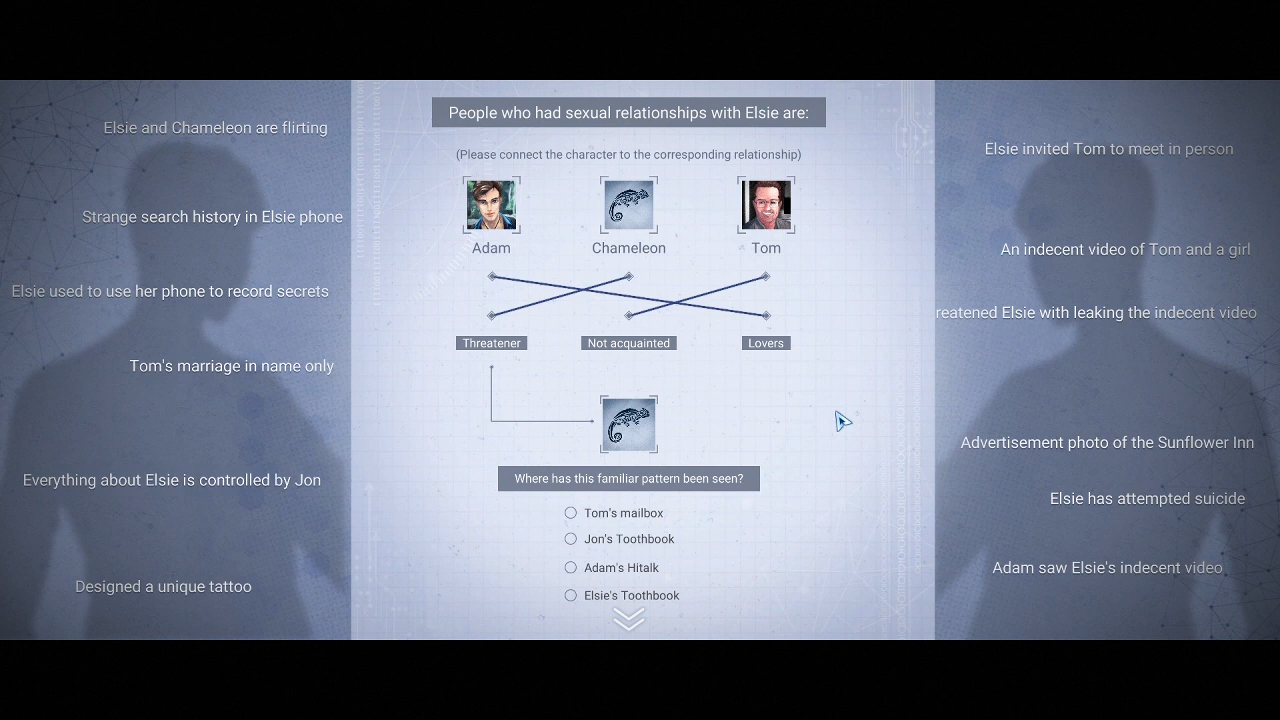 People who had sexual relationships with Elsie are:
(Please connect the character to the corresponding relationship)
Adam
Chameleon
Tom
Threatener
Not acquainted
Lovers
Where has this familiar pattern been seen?
Tom's mailbox
Jon's Toothbook
Adam's Hitalk
Elsie's Toothbook
Elsie and Chameleon are flirting
Strange search history in Elsie phone
Elsie used to use her phone to record secrets
Tom's marriage in name only
Everything about Elsie is controlled by Jon
Designed a unique tattoo
Elsie invited Tom to meet in person
An indecent video of Tom and a girl
reatened Elsie with leaking the indecent video
Advertisement photo of the Sunflower Inn
Elsie has attempted suicide
Adam saw Elsie's indecent video